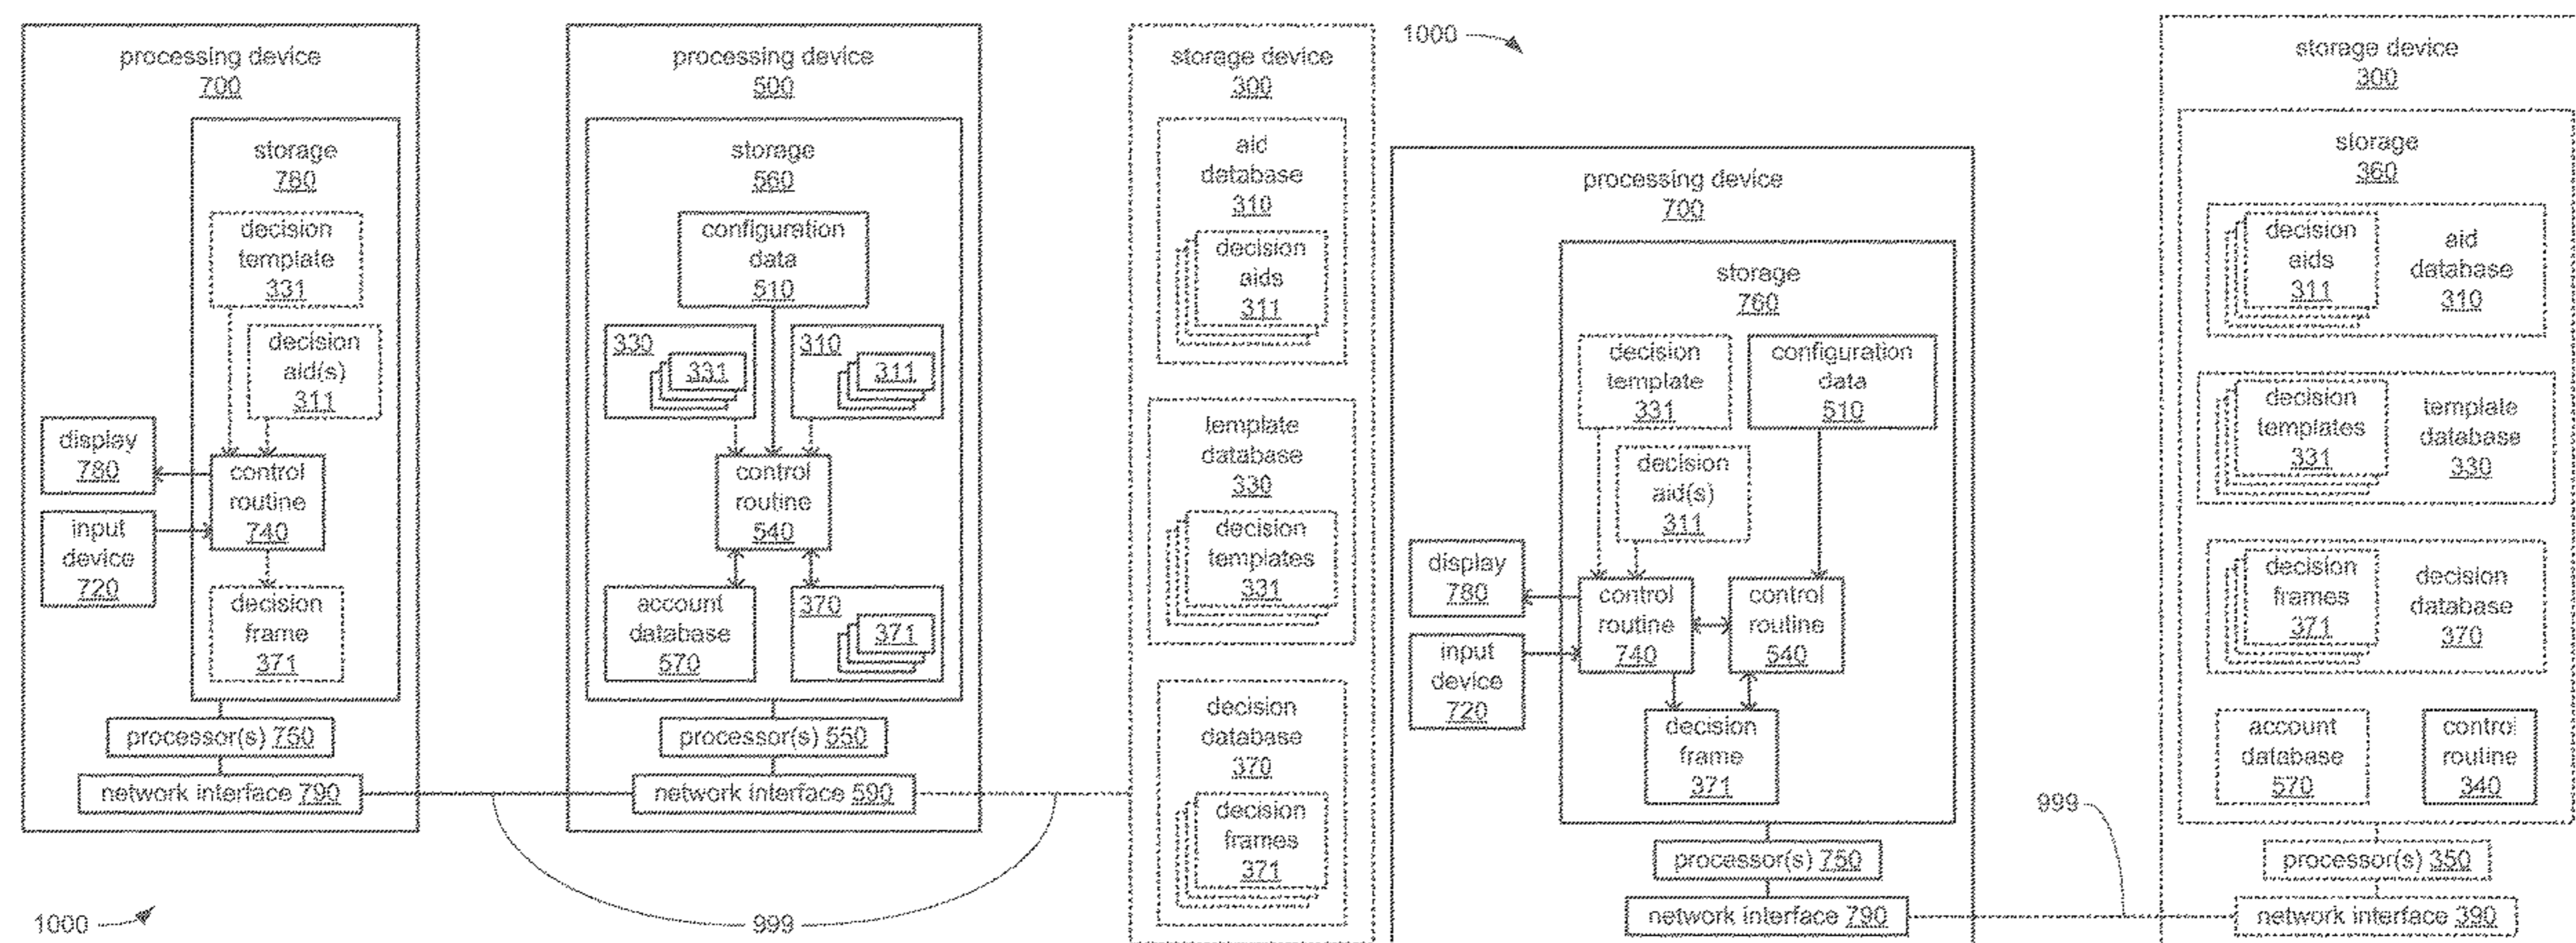 processing device
700
storage
760
decision
template
331
decision
aid(s)
311
display
780
control
routine
740
input
device
720
decision
frame
371
processor(s) 750
network interface 790
processing device
500
storage
560
configuration
data
510
330
331
310
311
control
routine
540
account
database
570
370
371
processor(s) 550
network interface 590
storage device
300
aid
database
310
decision
aids
311
template
database
330
decision
templates
331
decision
database
370
decision
frames
371
1000
999
1000
processing device
700
storage
760
decision
template
331
configuration
data
510
decision
aid(s)
311
display
780
control
routine
740
control
routine
540
input
device
720
decision
frame
371
processor(s) 750
network interface 790
999
storage device
300
storage
360
decision
aids
311
aid
database
310
decision
templates
331
template
database
330
decision
frames
371
decision
database
370
account
database
570
control
routine
340
processor(s) 350
network interface 390